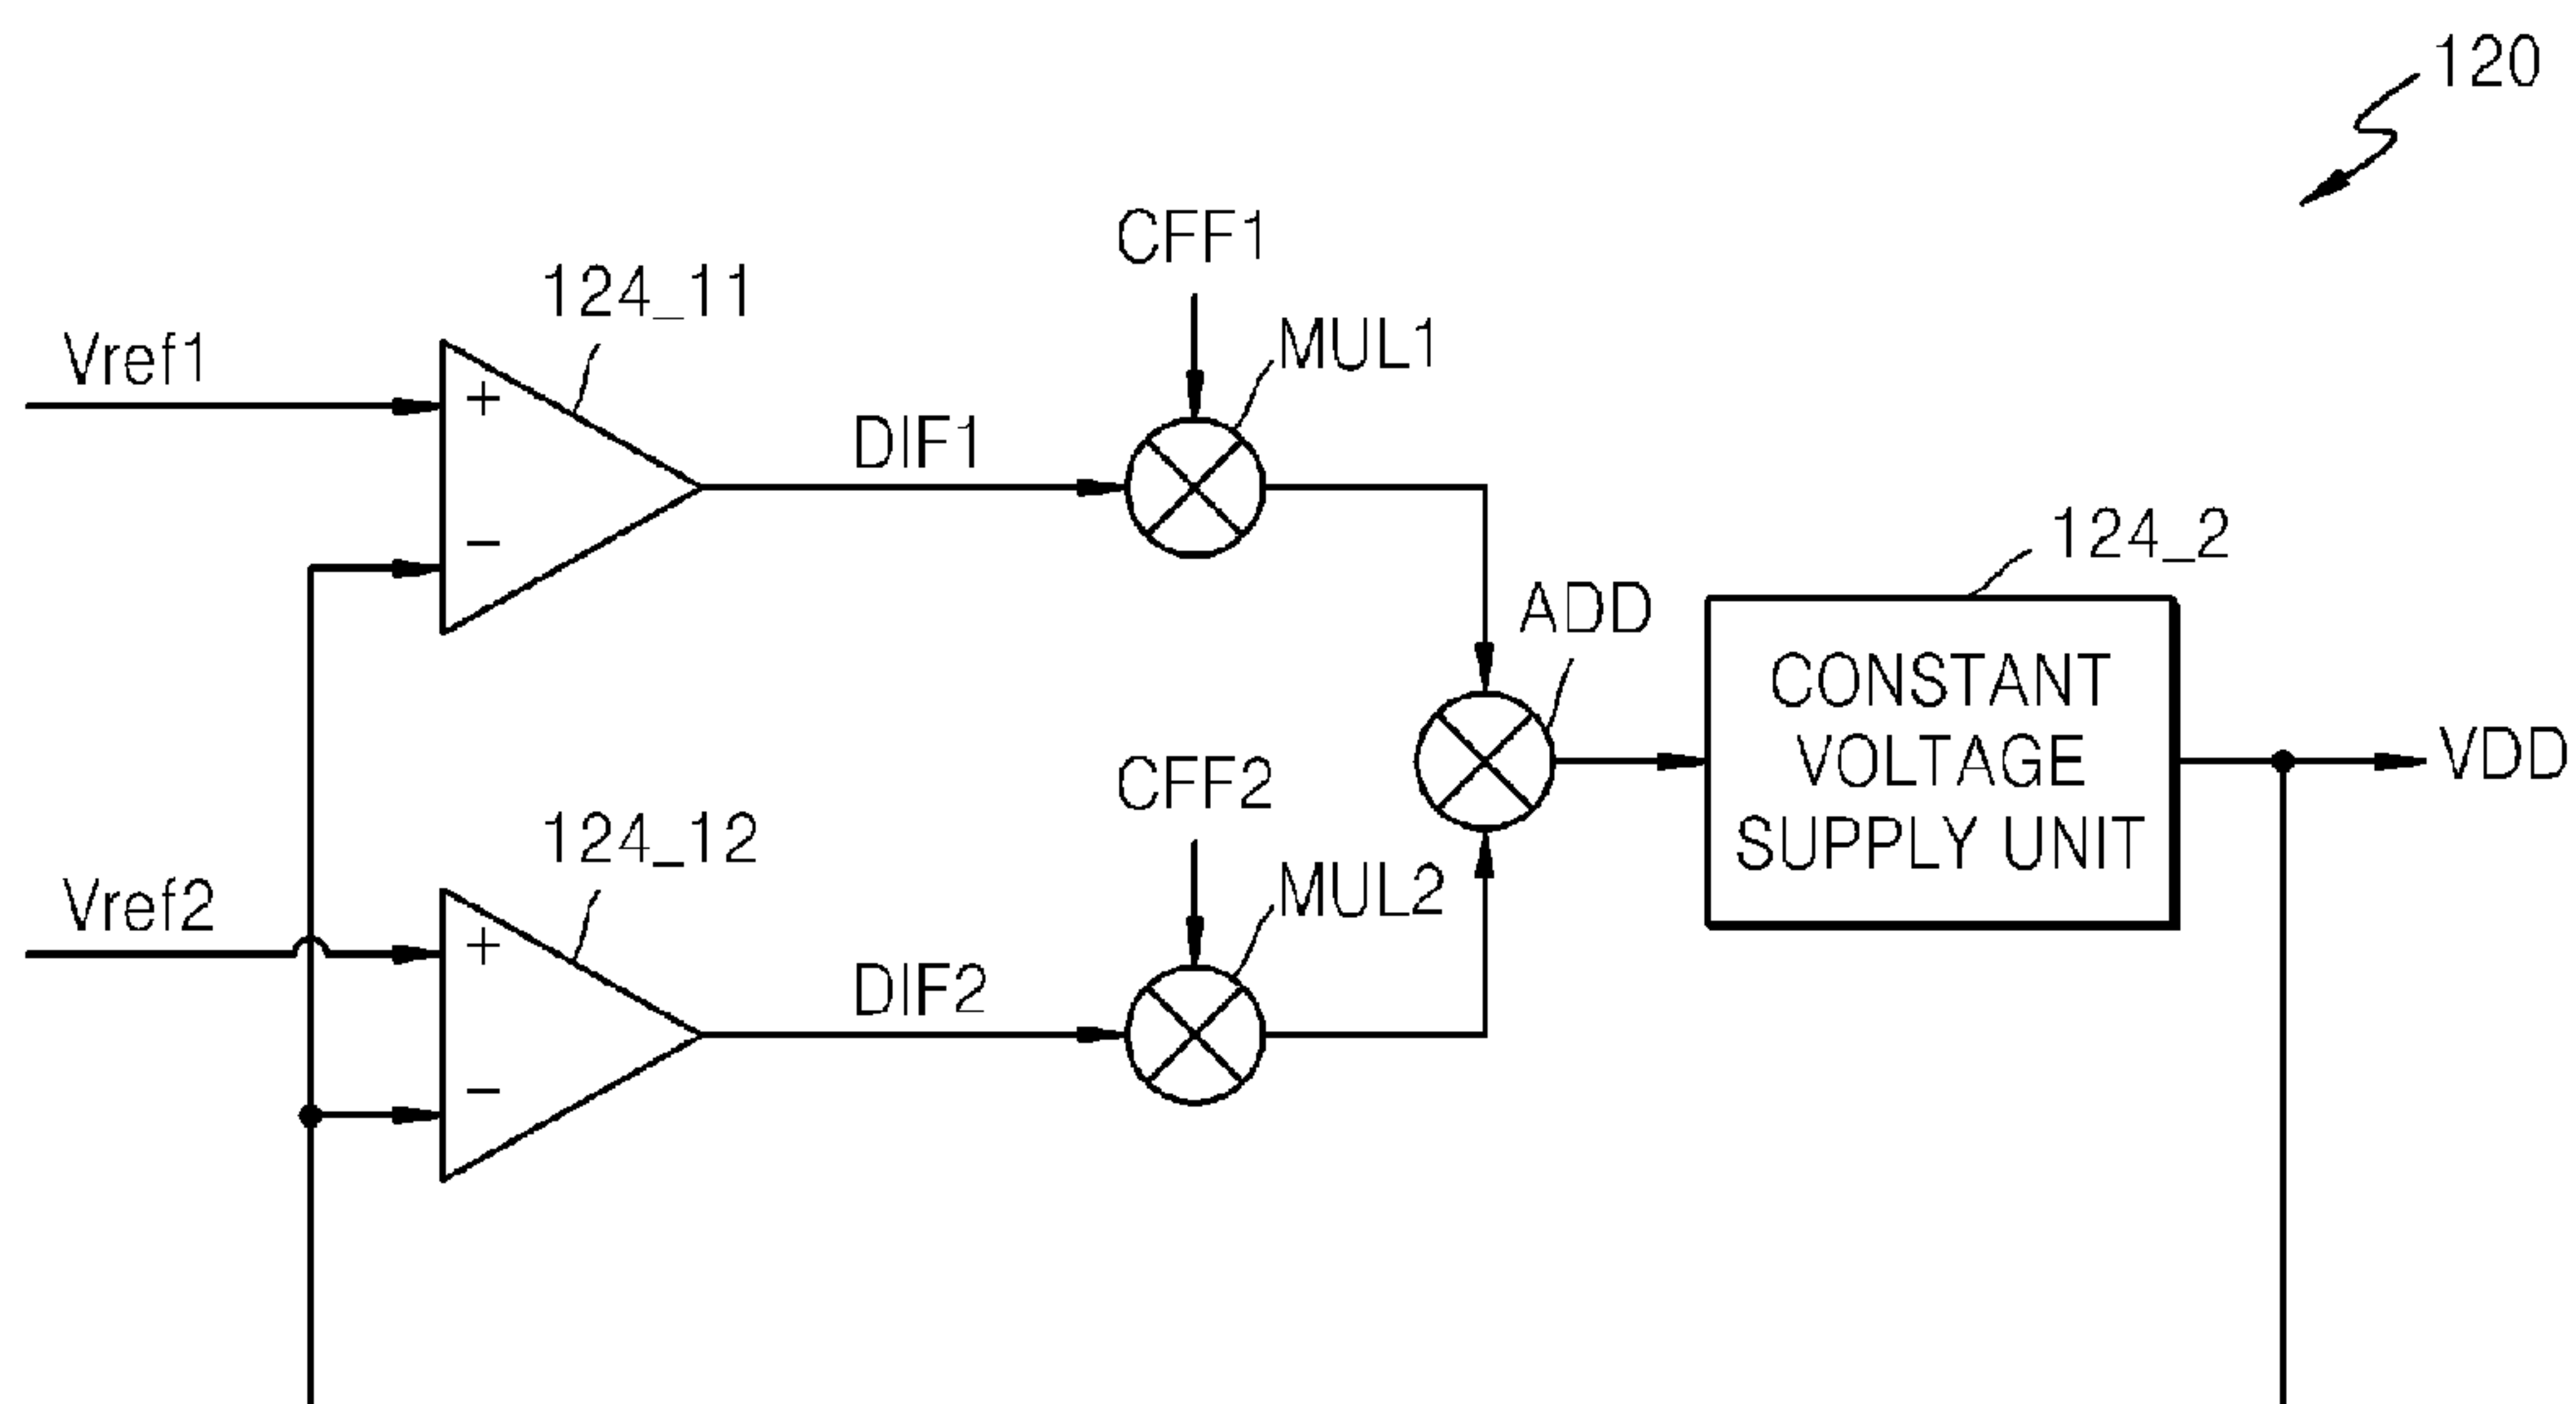 120
CFF1
124_11
MUL1
Vref1
+
DIF1
−
124_2
ADD
CONSTANT
VOLTAGE
SUPPLY UNIT
VDD
CFF2
124_12
MUL2
Vref2
+
DIF2
−